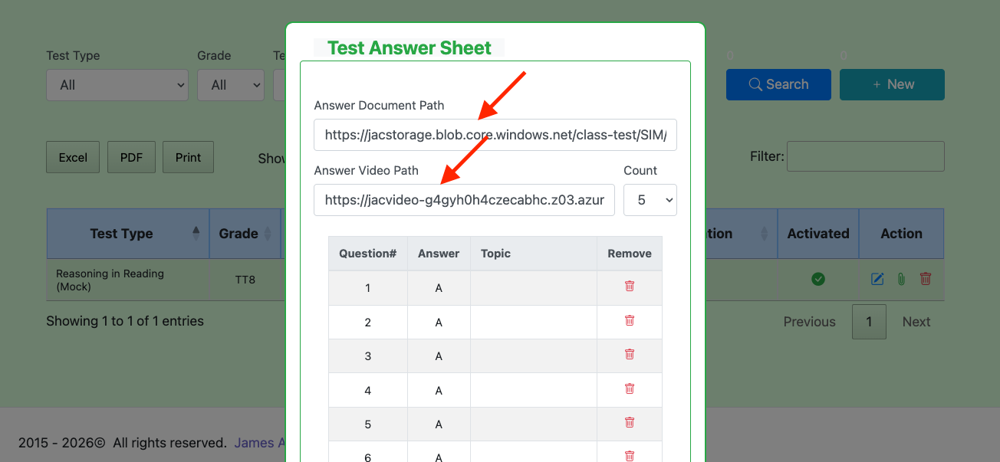 Test Answer Sheet
Test Type
Grade
Te
0
0
All
All
Search
+ New
Answer Document Path
https://jacstorage.blob.core.windows.net/class-test/SIM/
Excel
PDF
Print
Show
Filter:
Answer Video Path
Count
https://jacvideo-g4gyh0h4czecabhc.z03.azur
5
Test Type
Grade
tion
Activated
Action
Question#
Answer
Topic
Remove
Reasoning in Reading
(Mock)
TT8
1
A
2
A
3
A
4
A
5
A
6
A
Showing 1 to 1 of 1 entries
Previous
1
Next
2015 - 2026© All rights reserved. James A